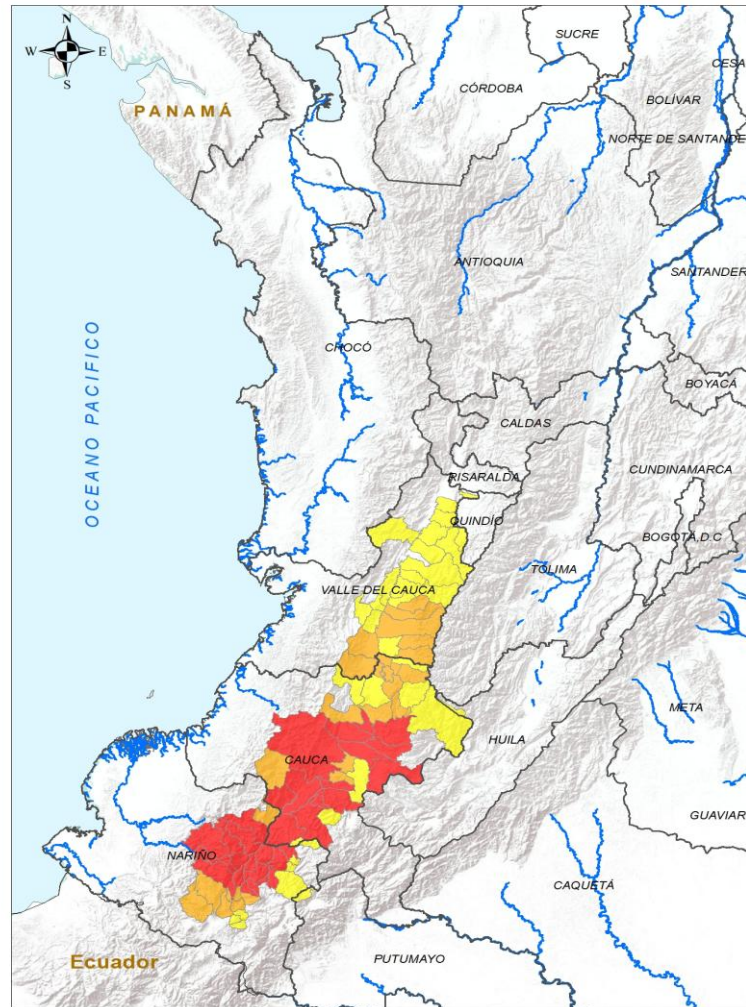 N
W E
S
PANAMÁ
SUCRE
CÓRDOBA
CESA
BOLÍVAR
NORTE DE SANTANDE
ANTIOQUIA
SANTANDER
OCEANO PACIFICO
CHOCÓ
BOYACÁ
CALDAS
CUNDINAMARCA
RISARALDA
QUINDÍO
BOGOTÁ,D.C
TOLIMA
VALLE DEL CAUCA
META
HUILA
CAUCA
GUAVIAR
NARIÑO
CAQUETÁ
Ecuador
PUTUMAYO